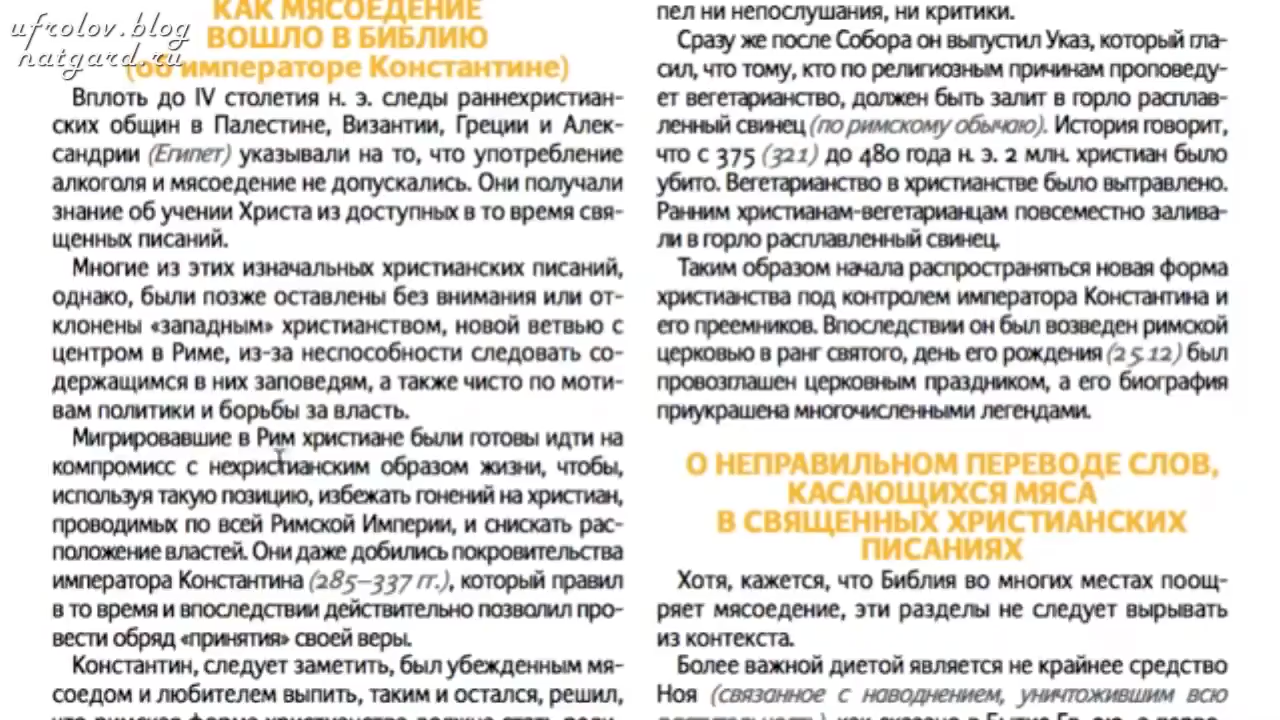 ufrolov.blog
natgard.ru
КАК МЯСОЕДЕНИЕ
ВОШЛО В БИБЛИЮ
(об императоре Константине)
Вплоть до IV столетия н. э. следы раннехристиан-
ских общин в Палестине, Византии, Греции и Алек-
сандрии (Египет) указывали на то, что употребление
алкоголя и мясоедение не допускались. Они получали
знание об учении Христа из доступных в то время свя-
щенных писаний.
Многие из этих изначальных христианских писаний,
однако, были позже оставлены без внимания или от-
клонены «западным» христианством, новой ветвью с
центром в Риме, из-за неспособности следовать со-
держащимся в них заповедям, а также чисто по моти-
вам политики и борьбы за власть.
Мигрировавшие в Рим христиане были готовы идти на
компромисс с нехристианским образом жизни, чтобы,
используя такую позицию, избежать гонений на христиан,
проводимых по всей Римской Империи, и снискать рас-
положение властей. Они даже добились покровительства
императора Константина (285–337 гг.), который правил
в то время и впоследствии действительно позволил про-
вести обряд «принятия» своей веры.
Константин, следует заметить, был убежденным мя-
соедом и любителем выпить, таким и остался, решил,
что римская форма христианства должна стать
пел ни непослушания, ни критики.
Сразу же после Собора он выпустил Указ, который гла-
сил, что тому, кто по религиозным причинам проповеду-
ет вегетарианство, должен быть залит в горло расплав-
ленный свинец (по римскому обычаю). История говорит,
что с 375 (321) до 480 года н. э. 2 млн. христиан было
убито. Вегетарианство в христианстве было вытравлено.
Ранним христианам-вегетарианцам повсеместно залива-
ли в горло расплавленный свинец.
Таким образом начала распространяться новая форма
христианства под контролем императора Константина и
его преемников. Впоследствии он был возведен римской
церковью в ранг святого, день его рождения (25.12) был
провозглашен церковным праздником, а его биография
приукрашена многочисленными легендами.
О НЕПРАВИЛЬНОМ ПЕРЕВОДЕ СЛОВ,
КАСАЮЩИХСЯ МЯСА
В СВЯЩЕННЫХ ХРИСТИАНСКИХ
ПИСАНИЯХ
Хотя, кажется, что Библия во многих местах поощ-
ряет мясоедение, эти разделы не следует вырывать
из контекста.
Более важной диетой является не крайнее средство
Ноя (связанное с наводнением, уничтожившим всю